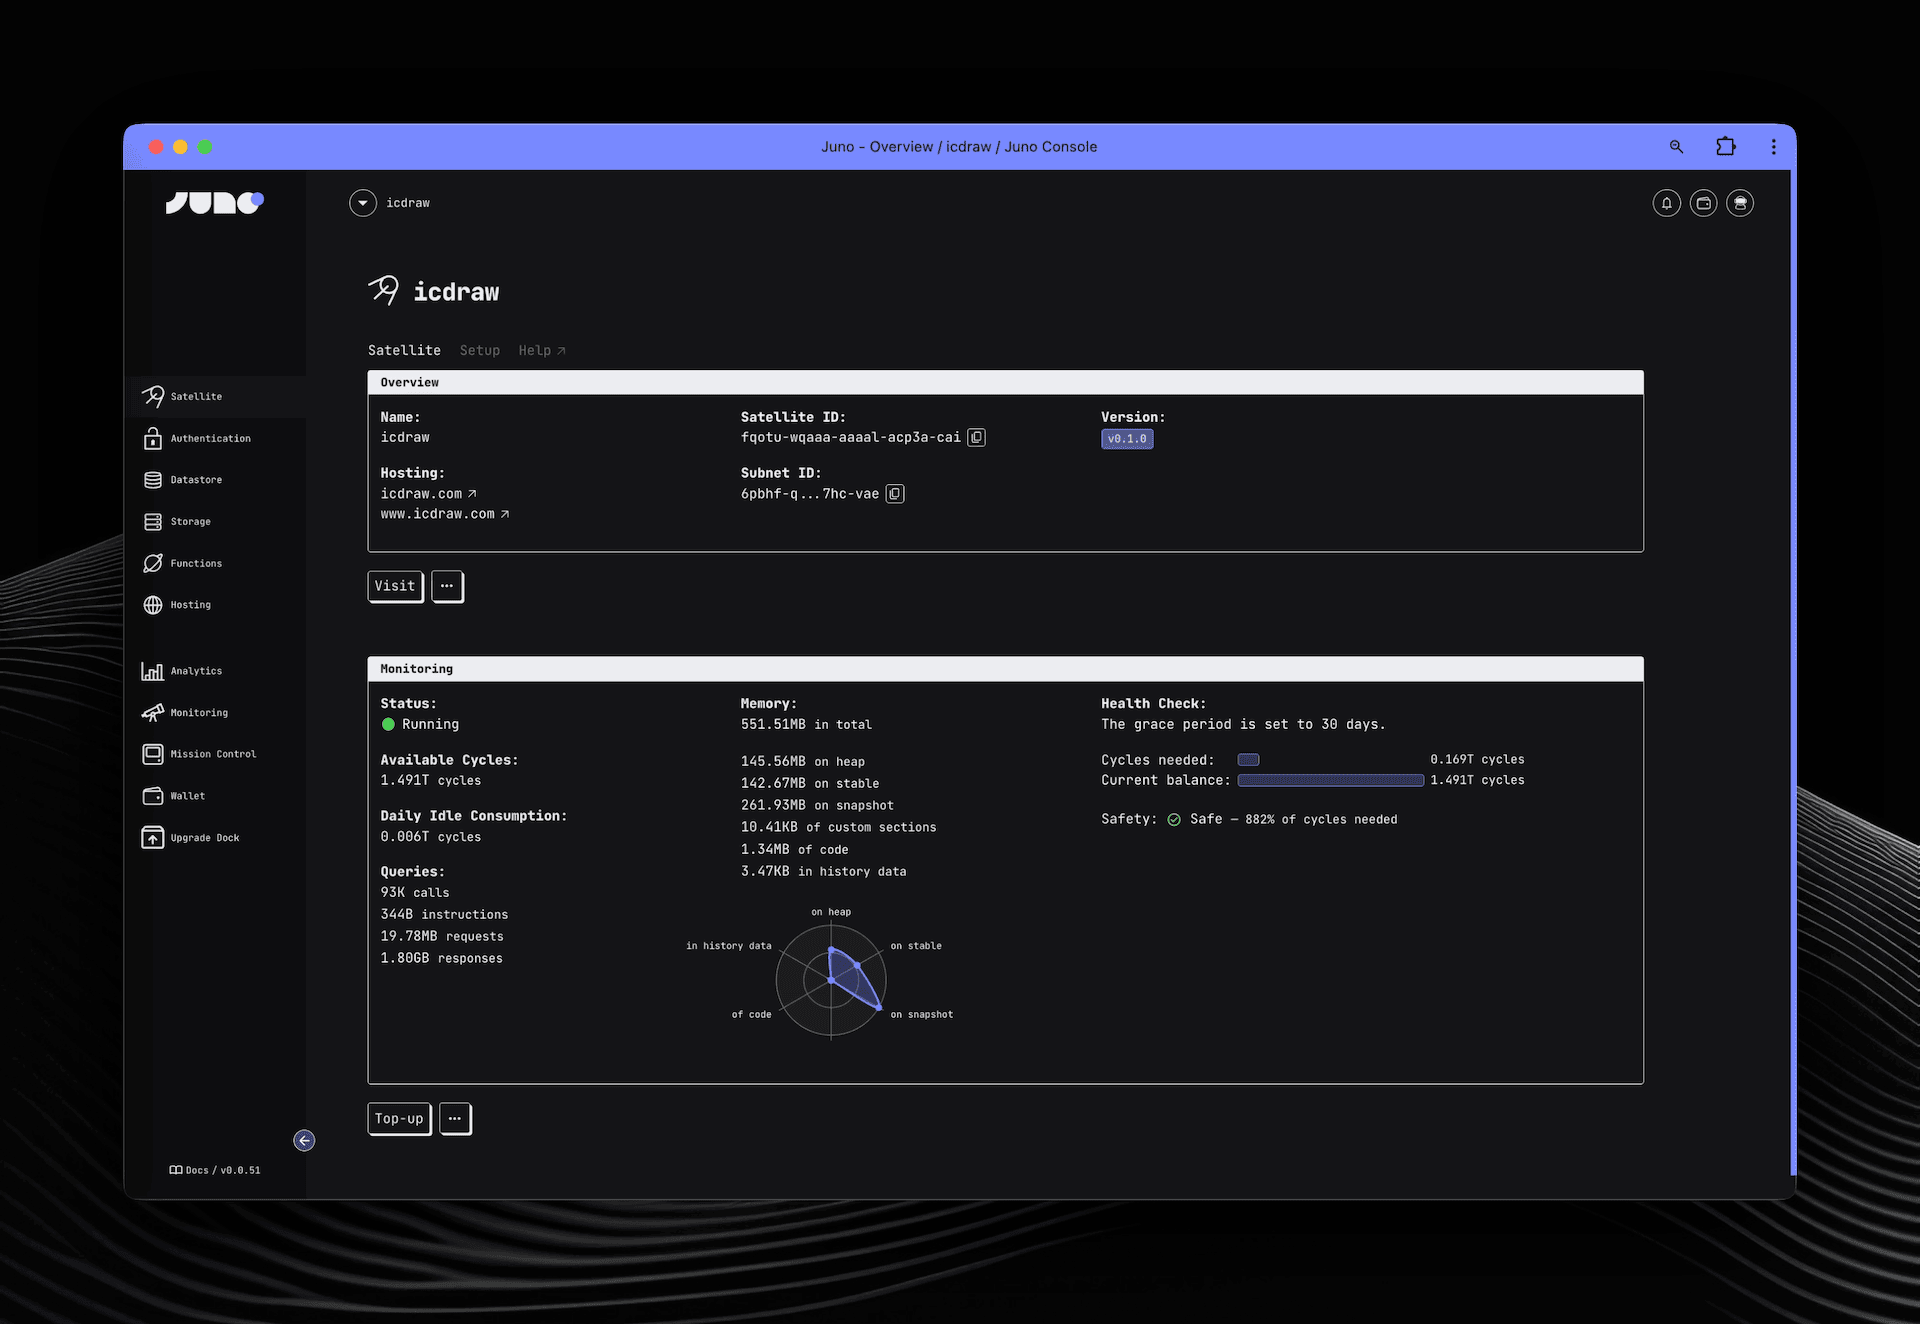 Juno - Overview / icdraw / Juno Console
JUNO
icdraw
icdraw
Satellite Setup Help
Satellite
Authentication
Datastore
Storage
Functions
Hosting
Analytics
Monitoring
Mission Control
Wallet
Upgrade Dock
Docs / v0.0.51
Overview
Name:
icdraw
Hosting:
icdraw.com
www.icdraw.com
Satellite ID:
fqotu-wqaaa-aaaal-acp3a-cai
Subnet ID:
6pbhf-q...7hc-vae
Version:
v0.1.0
Visit
Monitoring
Status:
Running
Available Cycles:
1.491T cycles
Daily Idle Consumption:
0.006T cycles
Queries:
93K calls
344B instructions
19.78MB requests
1.80GB responses
Memory:
551.51MB in total
145.56MB on heap
142.67MB on stable
261.93MB on snapshot
10.41KB of custom sections
1.34MB of code
3.47KB in history data
on heap
in history data
on stable
of code
on snapshot
Health Check:
The grace period is set to 30 days.
Cycles needed: 0.169T cycles
Current balance: 1.491T cycles
Safety: Safe — 882% of cycles needed
Top-up